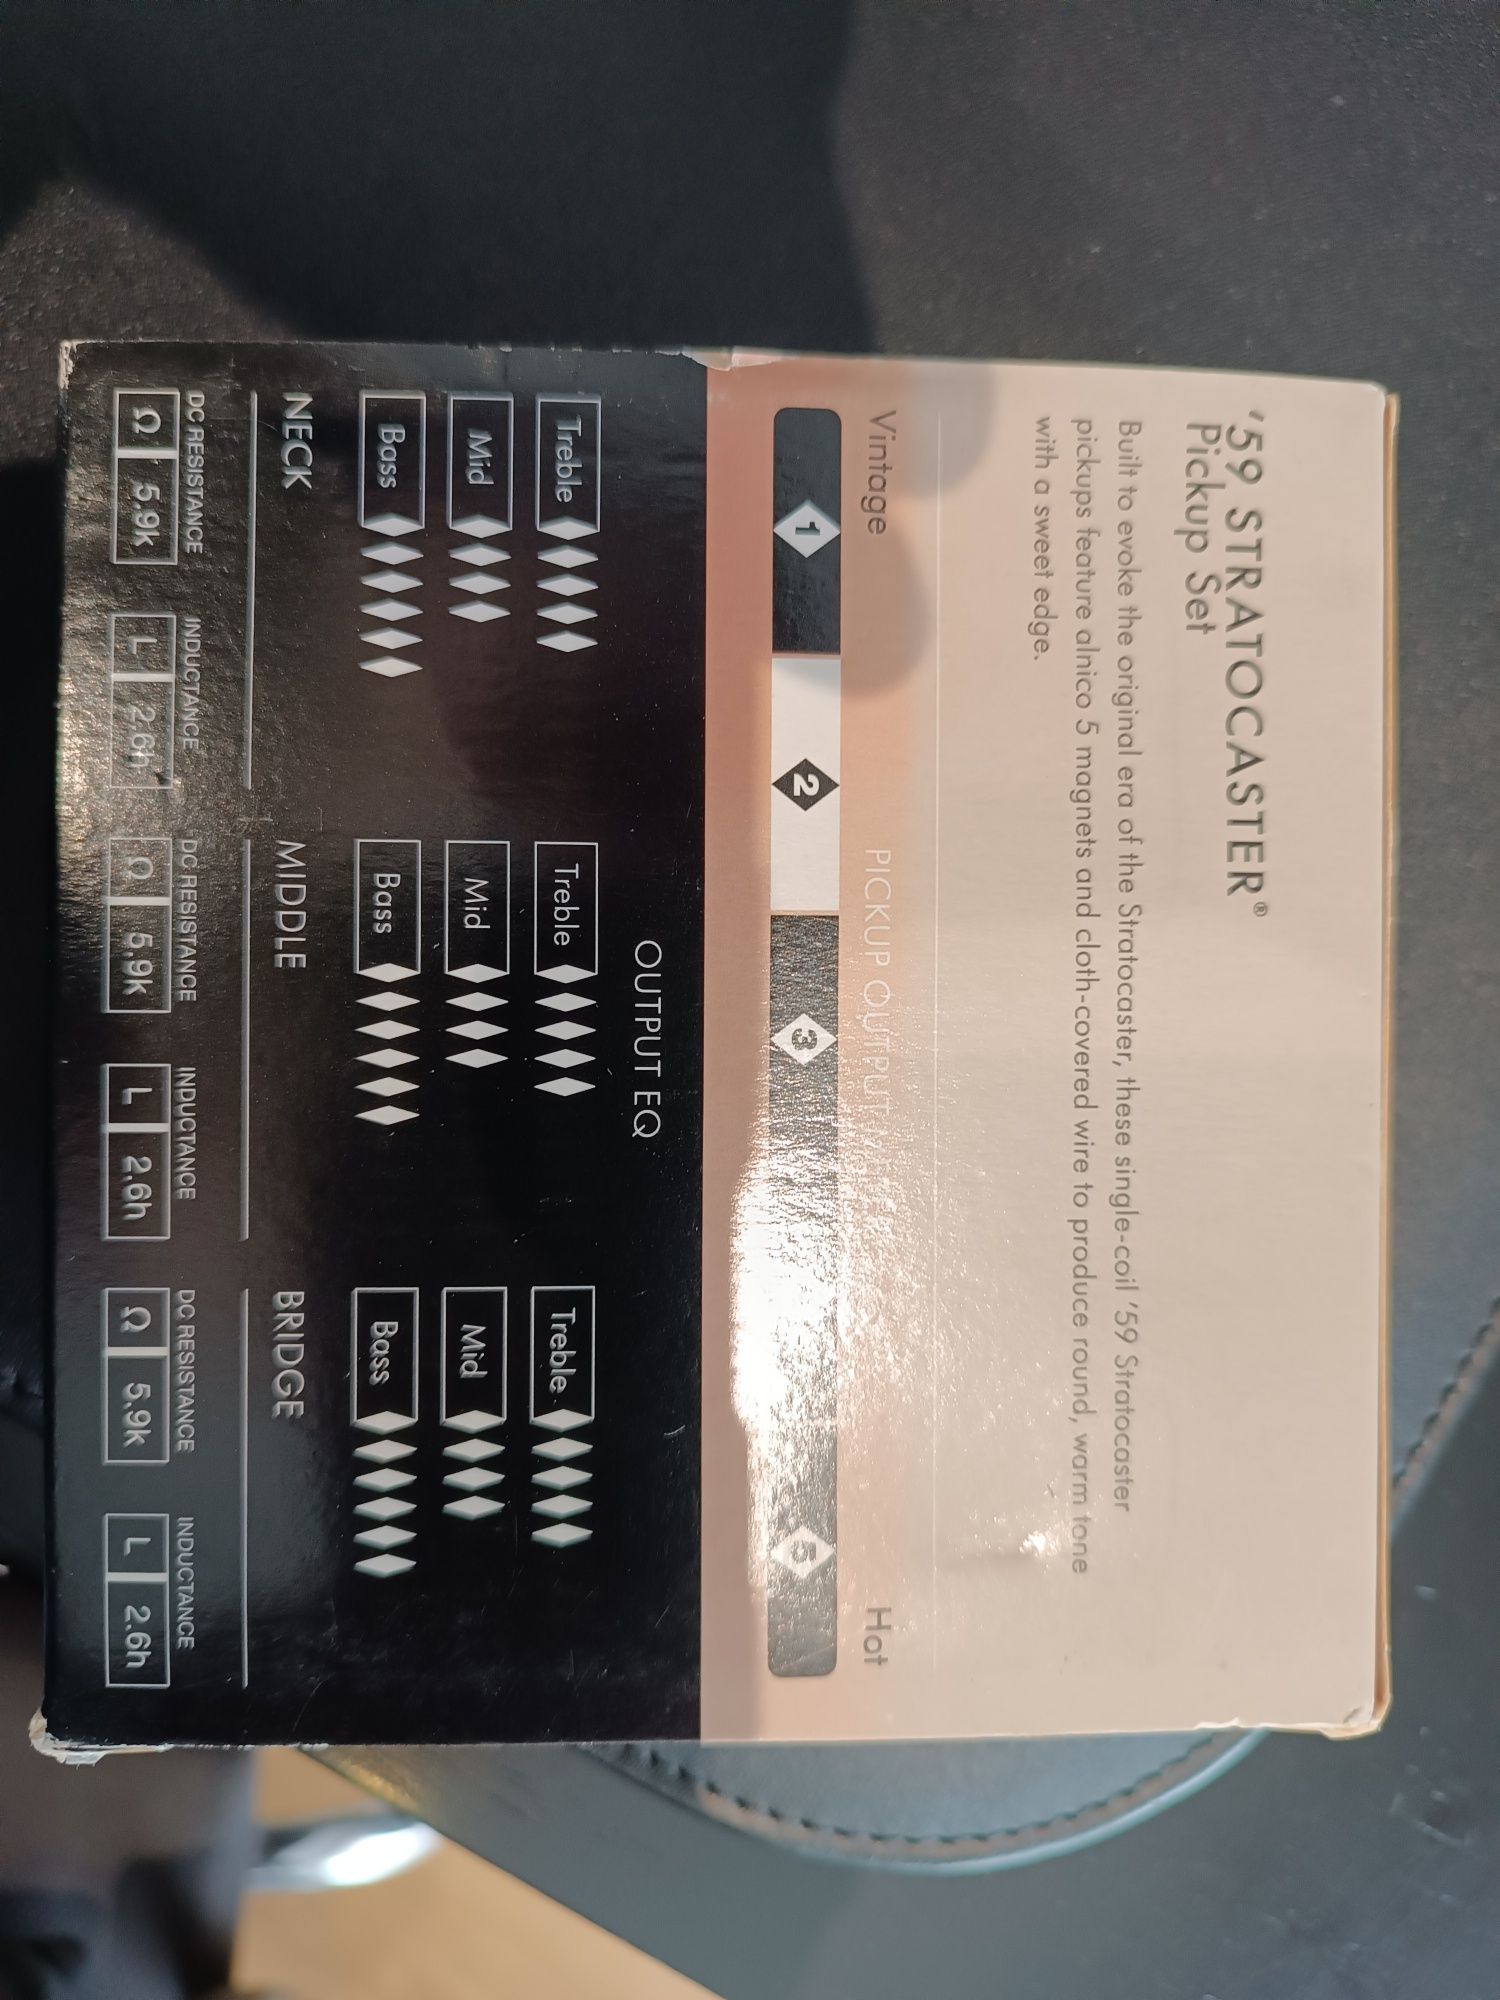 '59 STRATOCASTER®
Pickup Set
Built to evoke the original era of the Stratocaster, these single-coil '59 Stratocaster
pickups feature alnico 5 magnets and cloth-covered wire to produce round, warm tone
with a sweet edge.
Vintage PICKUP OUTPUT Hot
1 2 3 5
OUTPUT EQ
Treble Treble Treble
Mid Mid Mid
Bass Bass Bass
NECK MIDDLE BRIDGE
DC RESISTANCE INDUCTANCE DC RESISTANCE INDUCTANCE DC RESISTANCE INDUCTANCE
Ω 5.9k L 2.6h Ω 5.9k L 2.6h Ω 5.9k L 2.6h